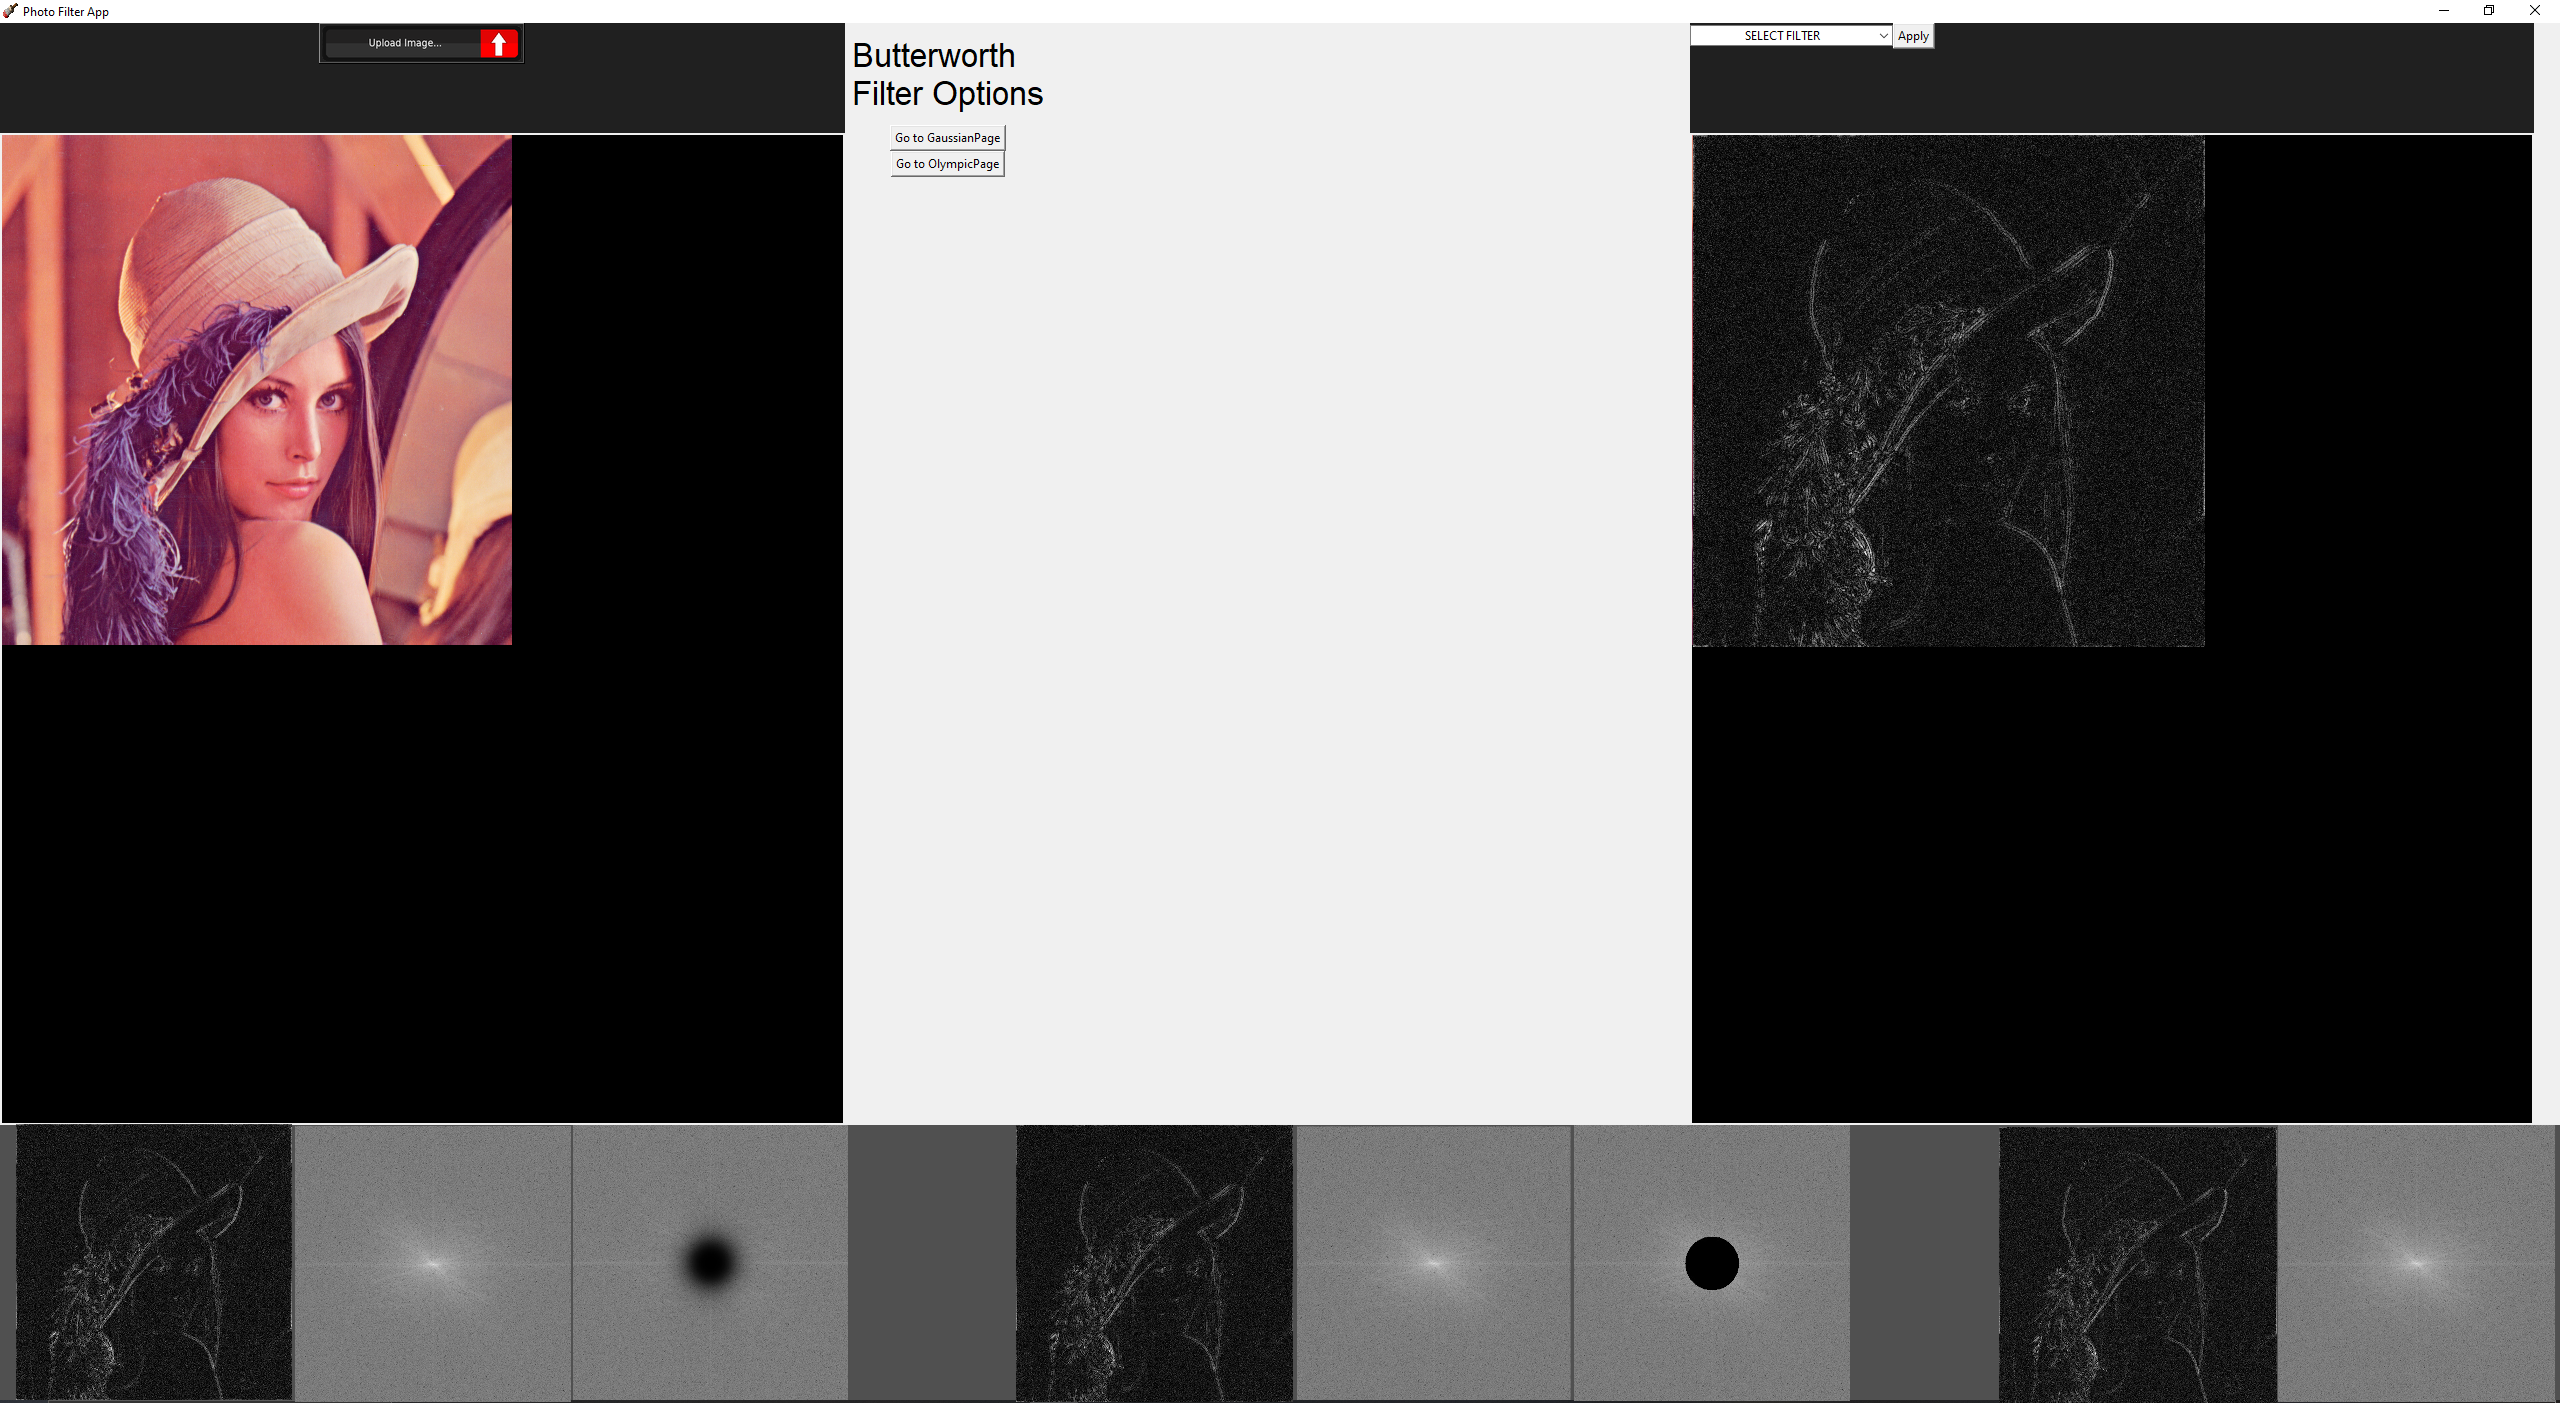 Photo Filter App
Upload Image...
Butterworth
Filter Options
Go to GaussianPage
Go to OlympicPage
SELECT FILTER
Apply